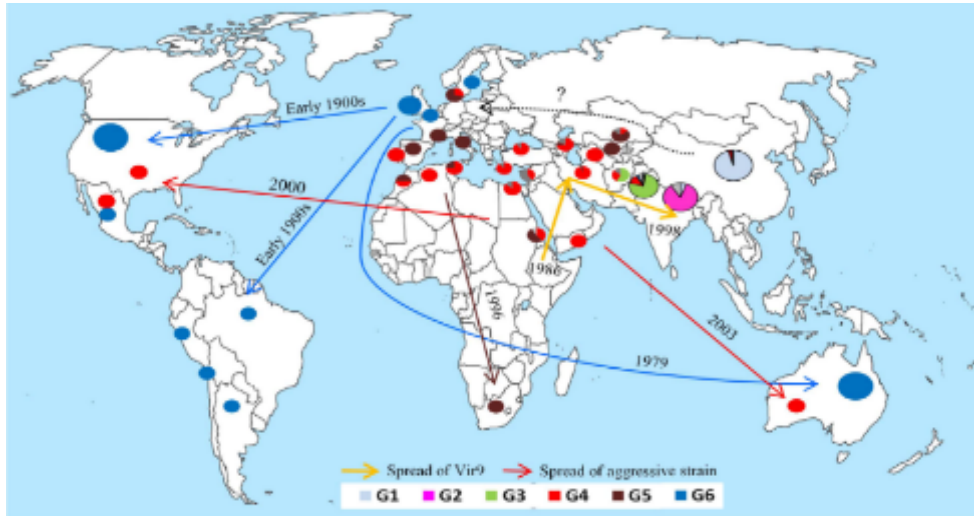 ?
Early 1900s
2000
Early 1900s
1998
1986
1996
2003
1979
Spread of Vir9 Spread of aggressive strain
G1 G2 G3 G4 G5 G6